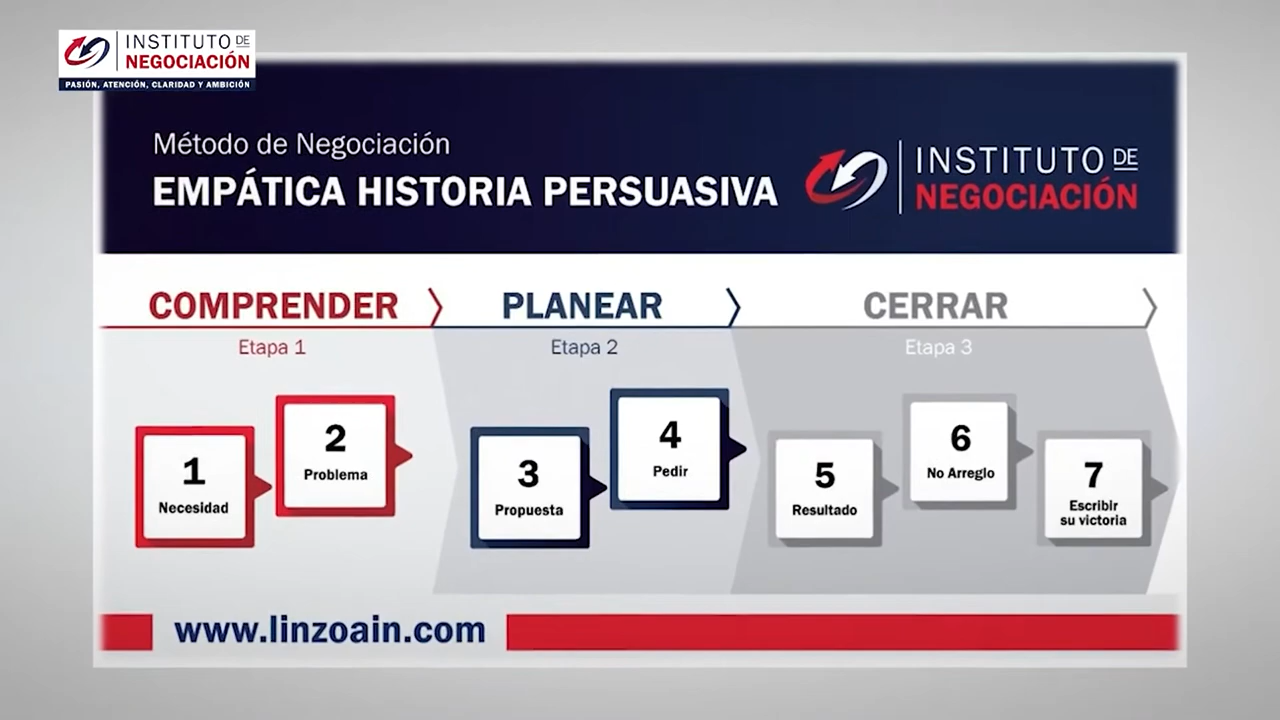 INSTITUTO DE
NEGOCIACIÓN
PASIÓN, ATENCIÓN, CLARIDAD Y AMBICIÓN
Método de Negociación
EMPÁTICA HISTORIA PERSUASIVA
INSTITUTO DE
NEGOCIACIÓN
COMPRENDER
PLANEAR
CERRAR
Etapa 1
Etapa 2
Etapa 3
1
Necesidad
2
Problema
3
Propuesta
4
Pedir
5
Resultado
6
No Arreglo
7
Escribir
su victoria
www.linzoain.com